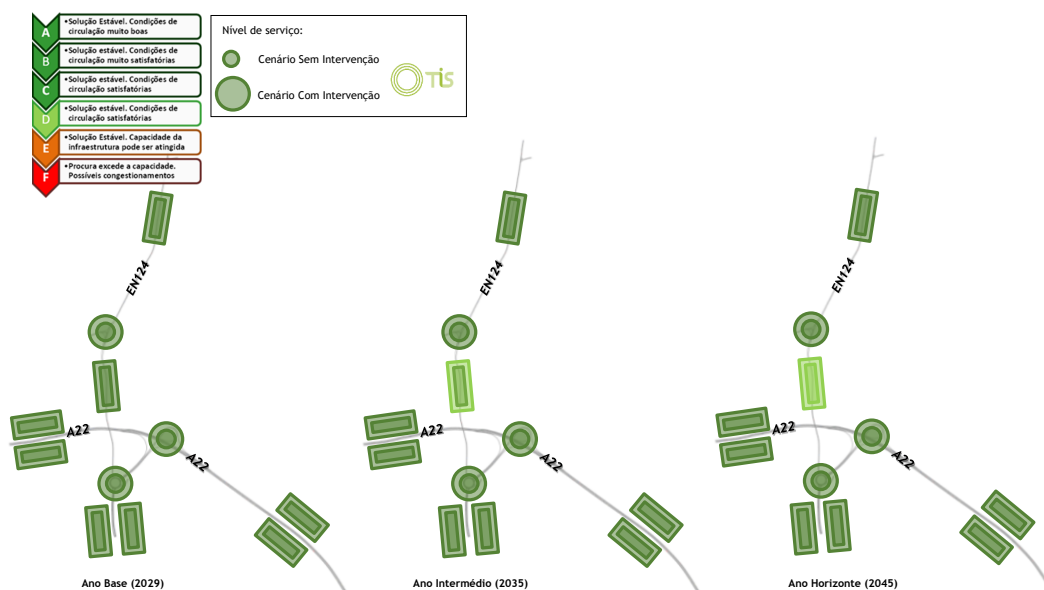 A
•Solução Estável. Condições de
circulação muito boas
B
•Solução estável. Condições de
circulação muito satisfatórias
C
•Solução estável. Condições de
circulação satisfatórias
D
•Solução estável. Condições de
circulação satisfatórias
E
•Solução Estável. Capacidade da
infraestrutura pode ser atingida
F
•Procura excede a capacidade.
Possíveis congestionamentos
Nível de serviço:
Cenário Sem Intervenção
Cenário Com Intervenção
TiS
EN124
A22
A22
Ano Base (2029)
EN124
A22
A22
Ano Intermédio (2035)
EN124
A22
A22
Ano Horizonte (2045)